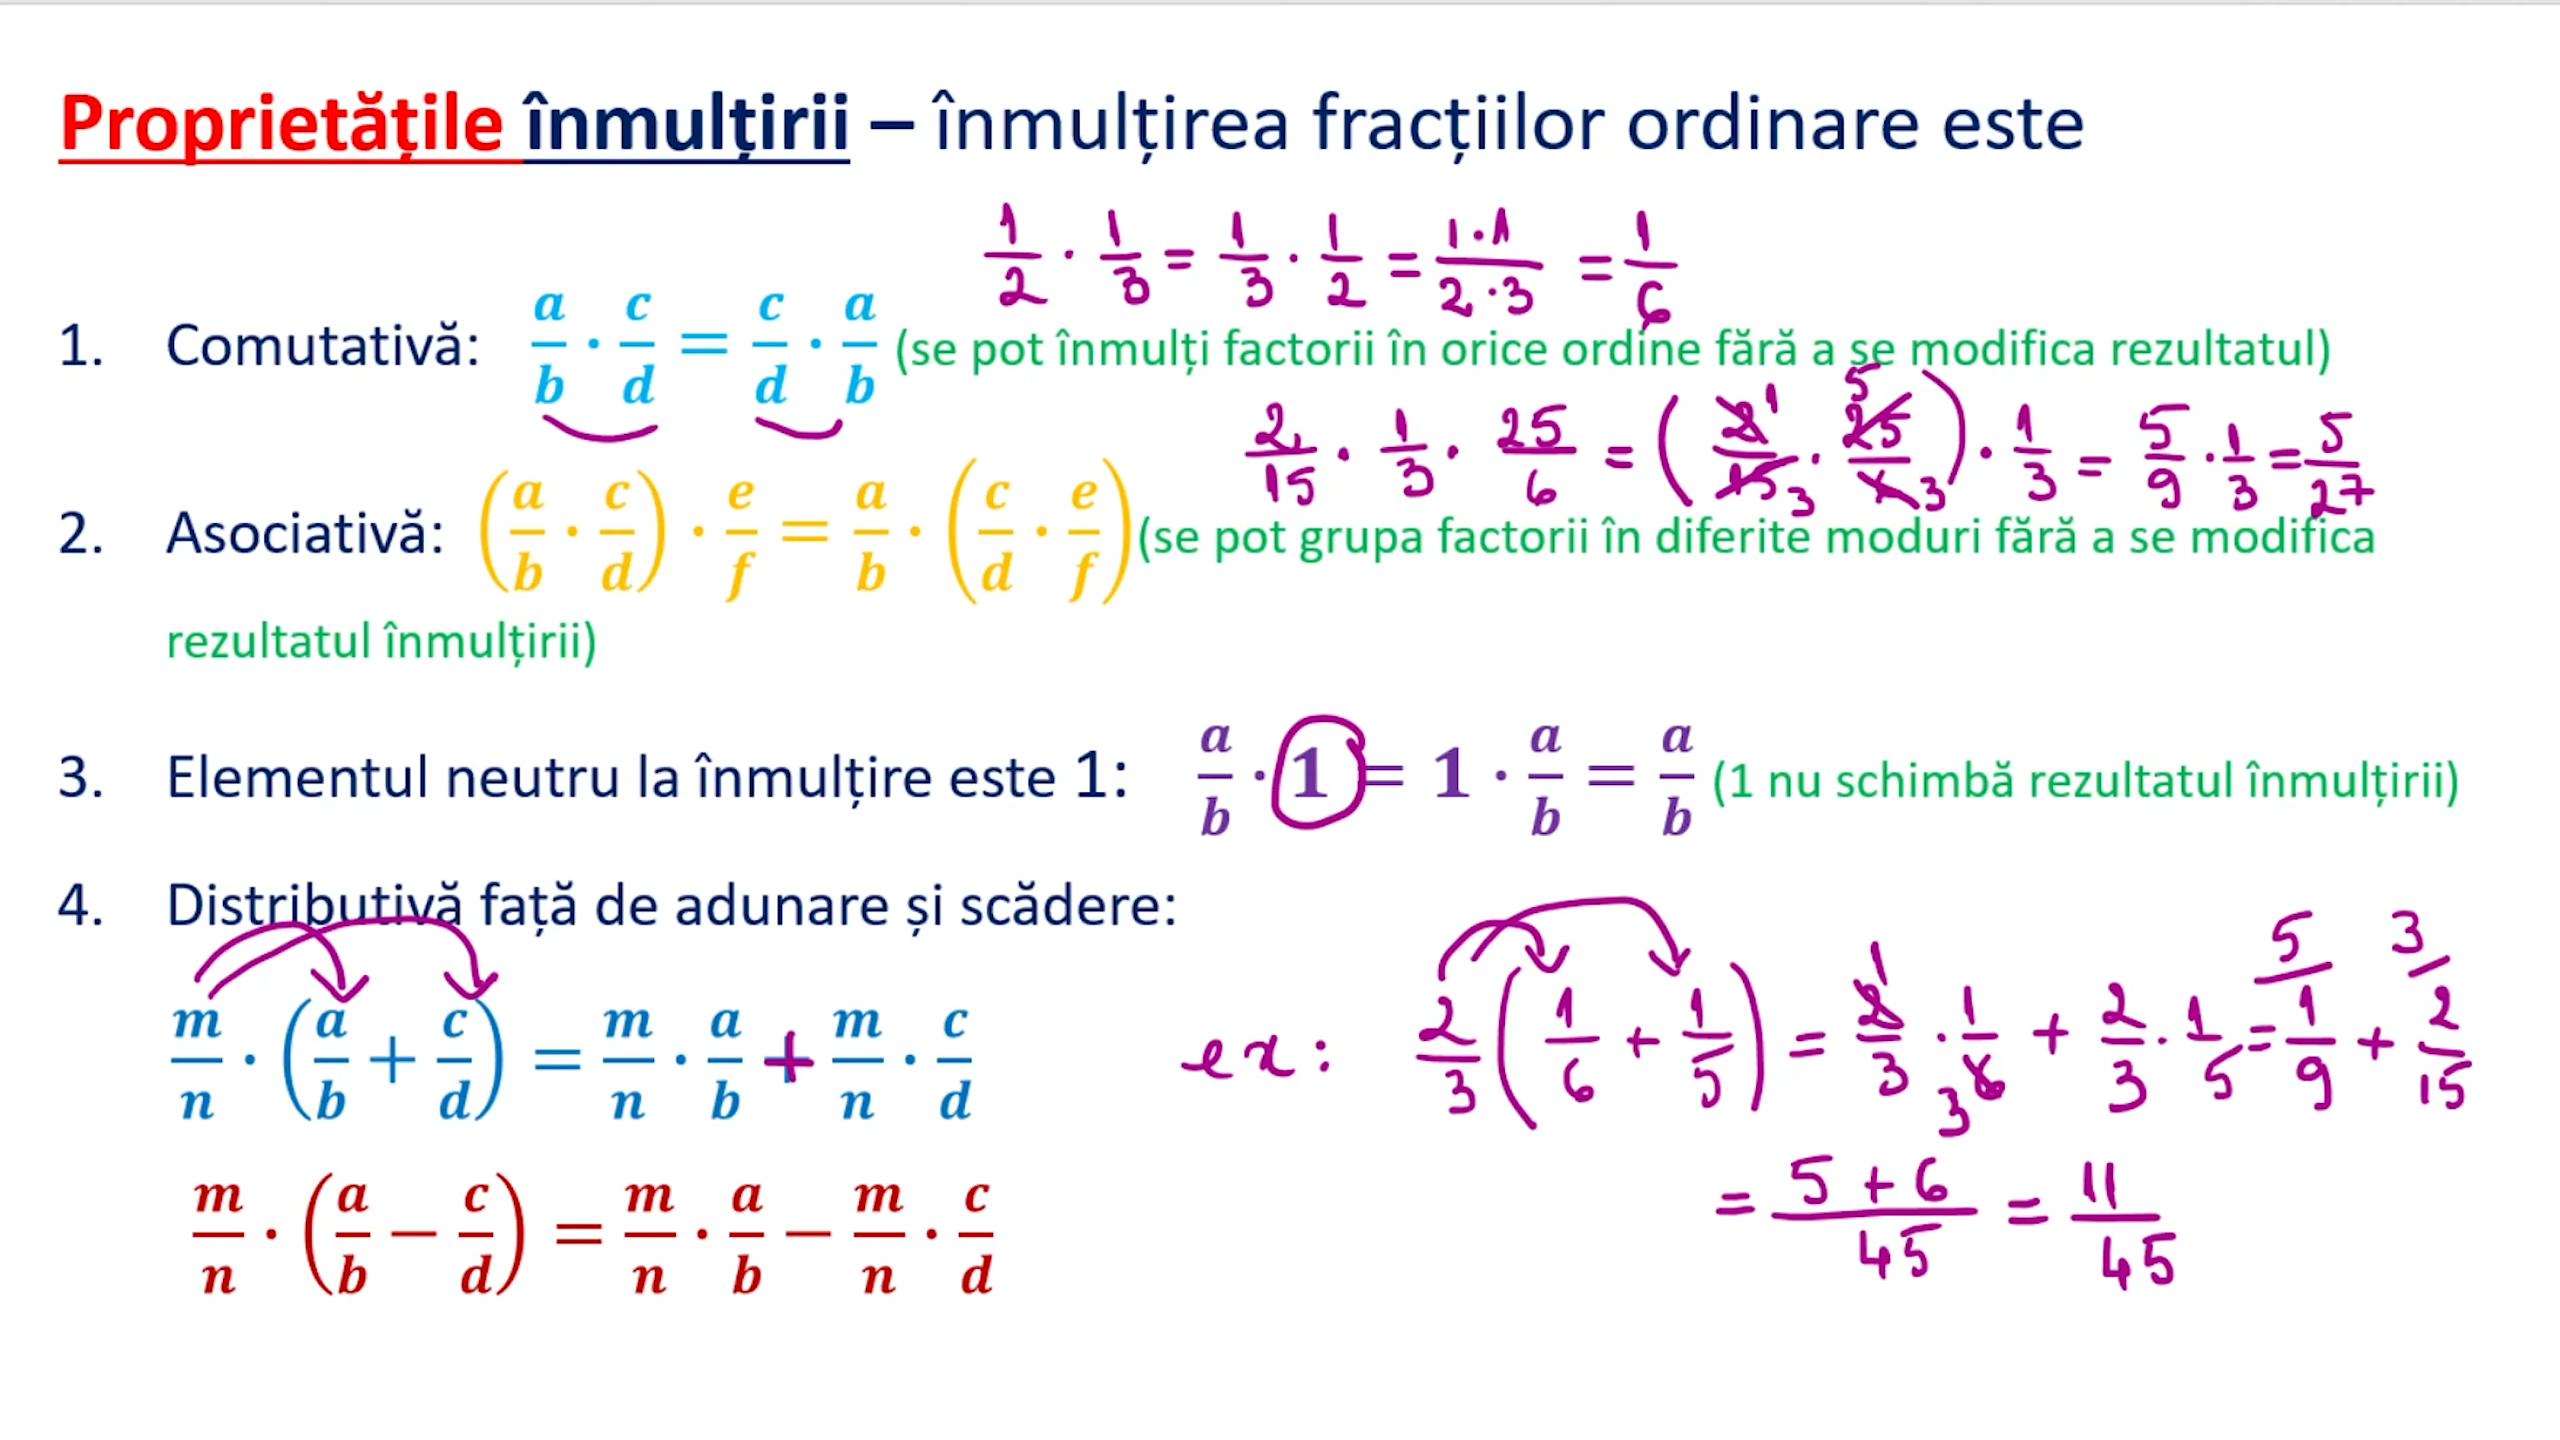 Proprietățile înmulțirii – înmulțirea fracțiilor ordinare este
1/2 · 1/3 = 1/3 · 1/2 = 1·1/2·3 = 1/6
1. Comutativă: a/b · c/d = c/d · a/b (se pot înmulți factorii în orice ordine fără a se modifica rezultatul)
2/15 · 1/3 · 25/6 = (2/15 · 25/6) · 1/3 = 5/9 · 1/3 = 5/27
2. Asociativă: (a/b · c/d) · e/f = a/b · (c/d · e/f) (se pot grupa factorii în diferite moduri fără a se modifica
rezultatul înmulțirii)
3. Elementul neutru la înmulțire este 1: a/b · 1 = 1 · a/b = a/b (1 nu schimbă rezultatul înmulțirii)
4. Distributivă față de adunare și scădere:
m/n · (a/b + c/d) = m/n · a/b + m/n · c/d
ex: 2/3 (1/6 + 1/5) = 2/3 · 1/6 + 2/3 · 1/5 = 5/ 1/9 + 3/ 2/15
= 5+6/45 = 11/45
m/n · (a/b − c/d) = m/n · a/b − m/n · c/d